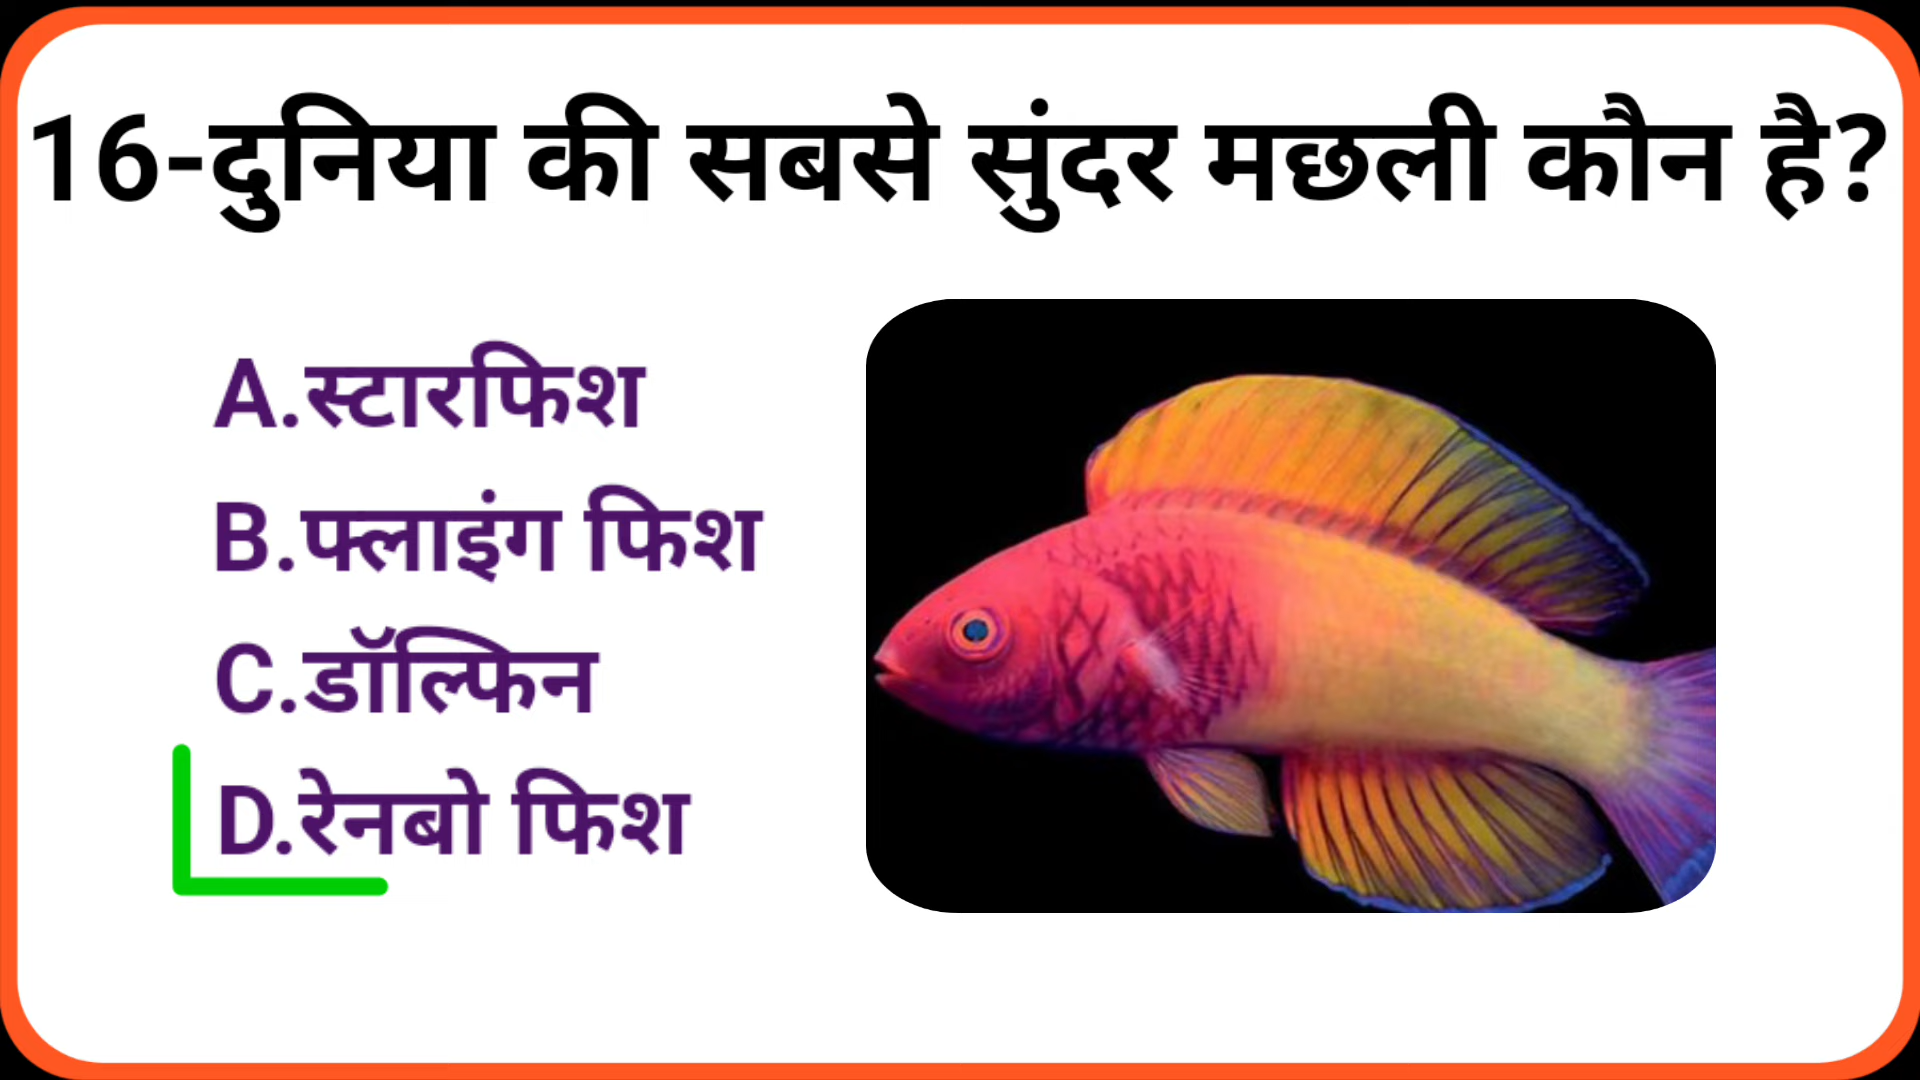 16-दुनिया की सबसे सुंदर मछली कौन है?
A.स्टारफिश
B.फ्लाइंग फिश
C.डॉल्फिन
D.रेनबो फिश